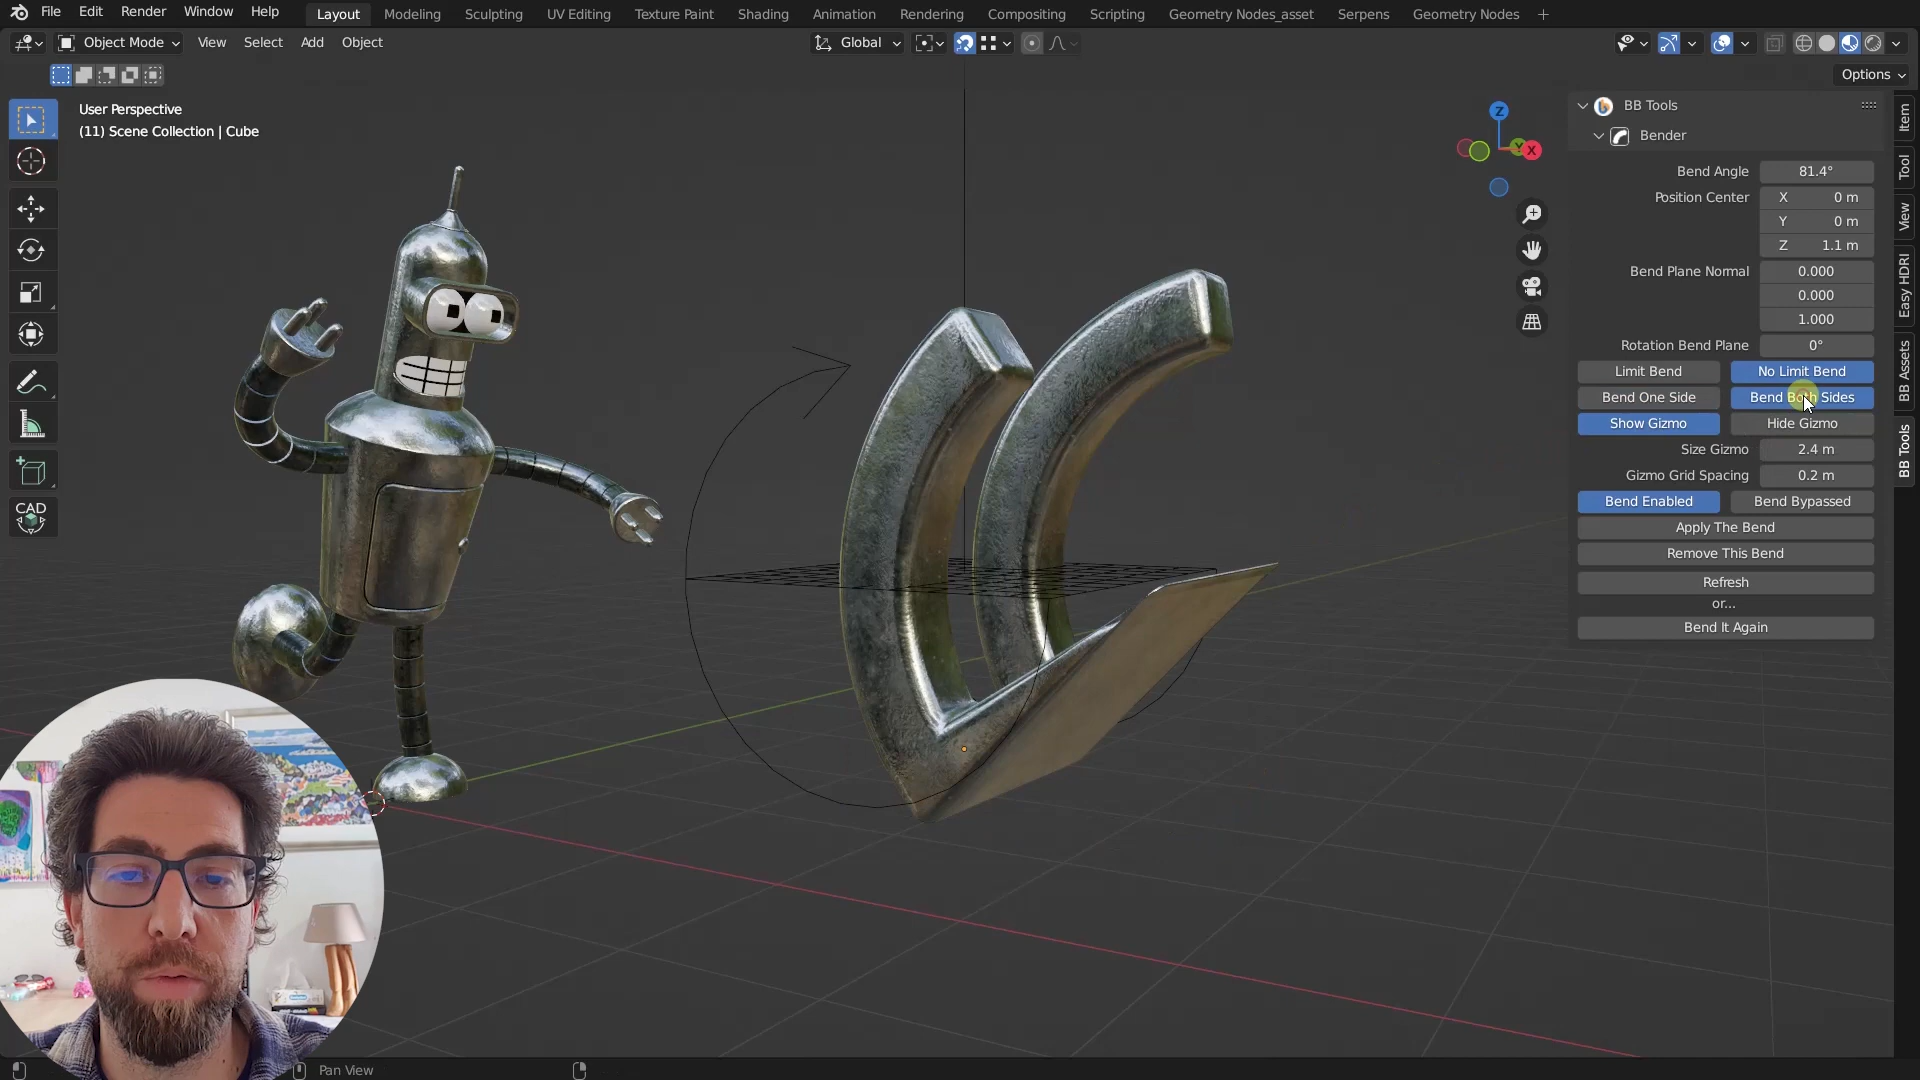 File Edit Render Window Help Layout Modeling Sculpting UV Editing Texture Paint Shading Animation Rendering Compositing Scripting Geometry Nodes_asset Serpens Geometry Nodes
Object Mode View Select Add Object Global
Options
User Perspective
(11) Scene Collection | Cube
CAD
Z
Y
X
BB Tools
Bender
Bend Angle 81.4°
Position Center X 0 m
Y 0 m
Z 1.1 m
Bend Plane Normal 0.000
0.000
1.000
Rotation Bend Plane 0°
Limit Bend No Limit Bend
Bend One Side Bend Both Sides
Show Gizmo Hide Gizmo
Size Gizmo 2.4 m
Gizmo Grid Spacing 0.2 m
Bend Enabled Bend Bypassed
Apply The Bend
Remove This Bend
Refresh
or...
Bend It Again
Item
Tool
View
Easy HDRI
BB Assets
BB Tools
Pan View